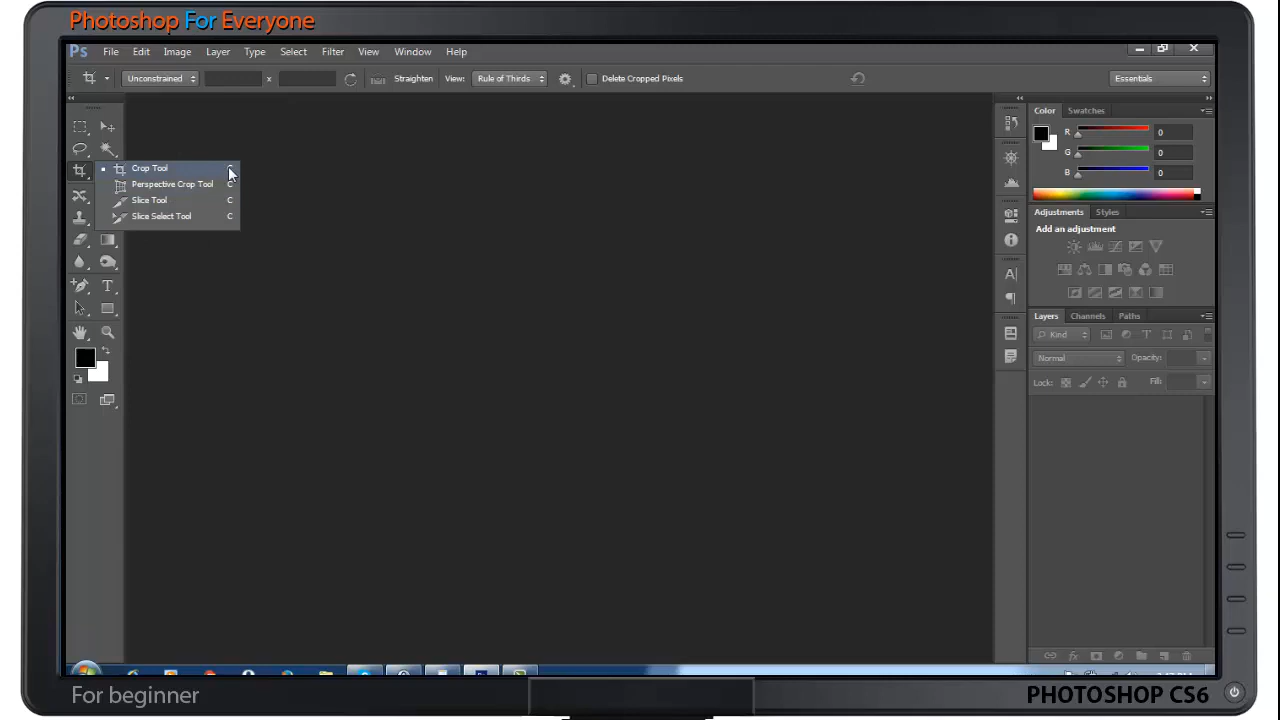 Photoshop For Everyone
Ps File Edit Image Layer Type Select Filter View Window Help
Unconstrained x Straighten View: Rule of Thirds Delete Cropped Pixels Essentials
Color Swatches
R 0
G 0
B 0
Crop Tool
Perspective Crop Tool C
Slice Tool C
Slice Select Tool C
Adjustments Styles
Add an adjustment
Layers Channels Paths
Kind
Normal Opacity:
Lock: Fill:
For beginner
PHOTOSHOP CS6